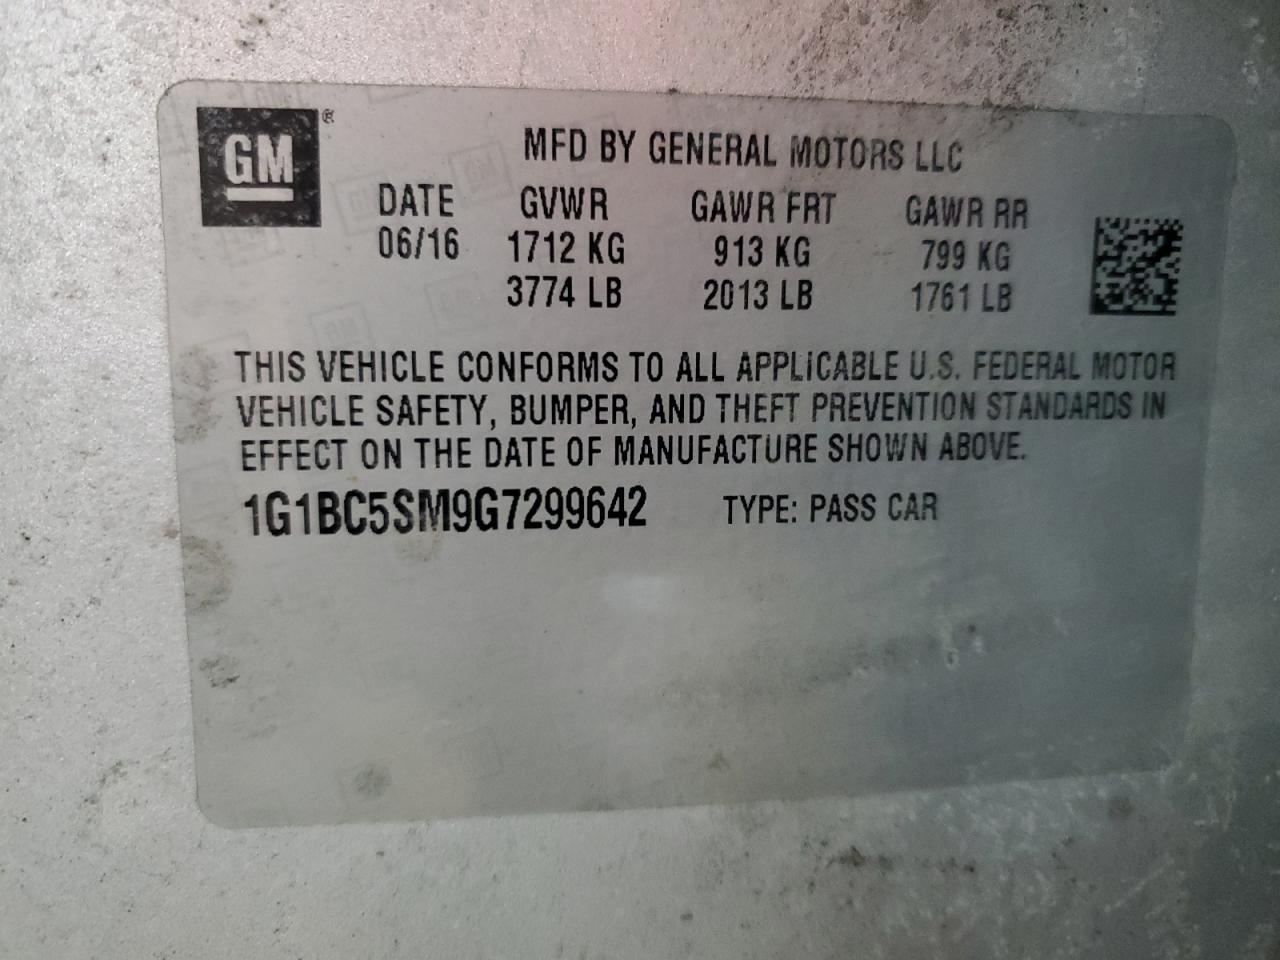 GM®
MFD BY GENERAL MOTORS LLC
DATE GVWR GAWR FRT GAWR RR
06/16 1712 KG 913 KG 799 KG
3774 LB 2013 LB 1761 LB
THIS VEHICLE CONFORMS TO ALL APPLICABLE U.S. FEDERAL MOTOR
VEHICLE SAFETY, BUMPER, AND THEFT PREVENTION STANDARDS IN
EFFECT ON THE DATE OF MANUFACTURE SHOWN ABOVE.
1G1BC5SM9G7299642 TYPE: PASS CAR